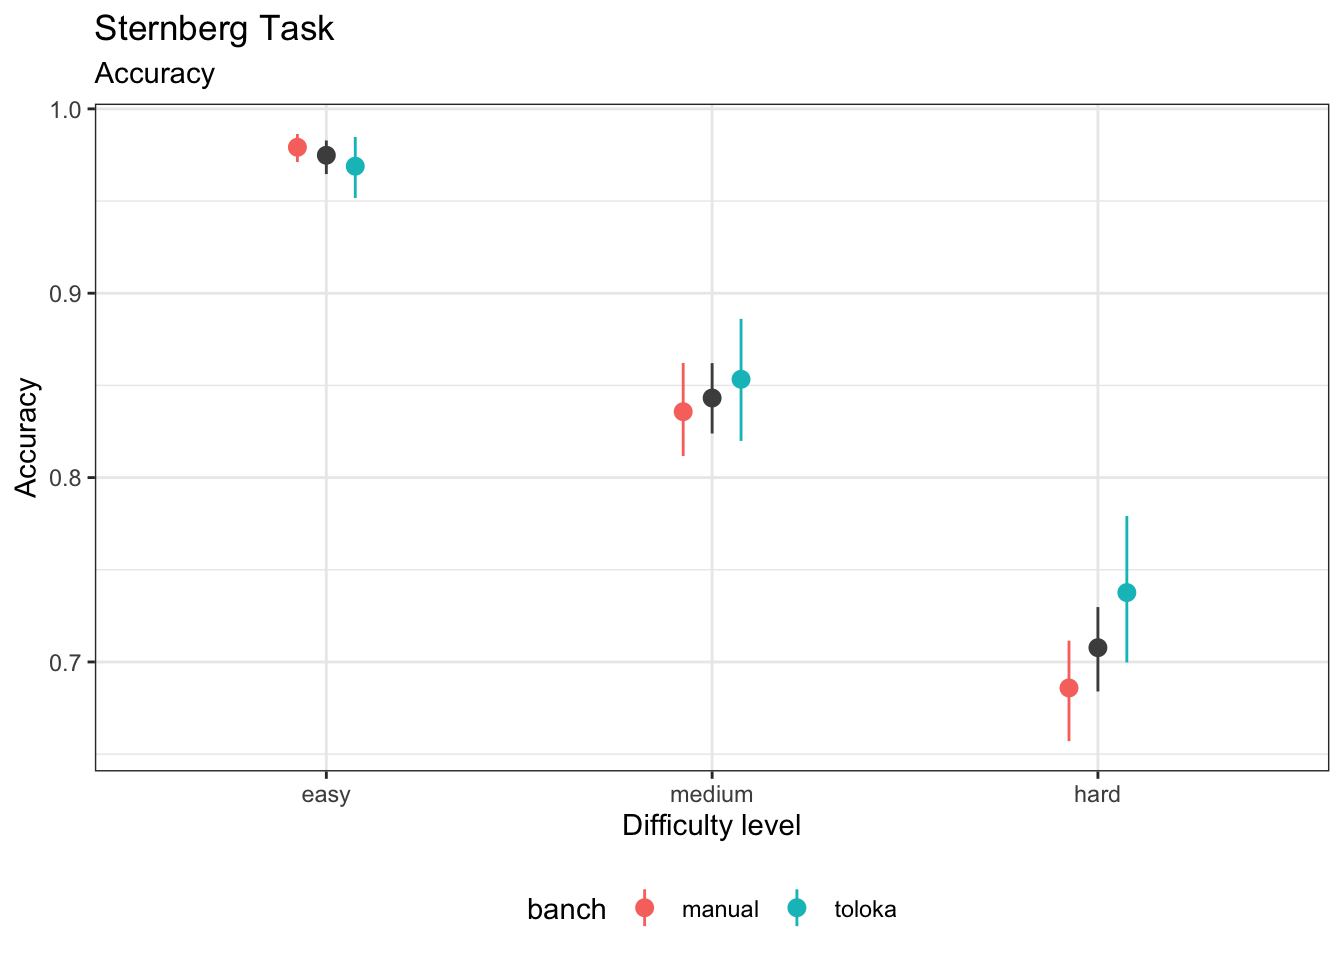 Sternberg Task
Accuracy
1.0
0.9
0.8
0.7
Accuracy
easy medium hard
Difficulty level
banch manual toloka